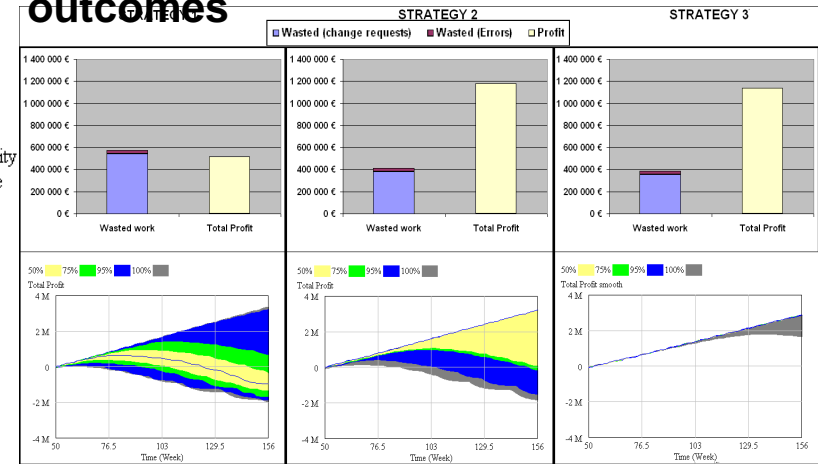 outcomes
STRATEGY 1 STRATEGY 2 STRATEGY 3
Wasted (change requests) Wasted (Errors) Profit
1 400 000 € 1 400 000 € 1 400 000 €
1 200 000 € 1 200 000 € 1 200 000 €
1 000 000 € 1 000 000 € 1 000 000 €
800 000 € 800 000 € 800 000 €
ity 600 000 € 600 000 € 600 000 €
e 400 000 € 400 000 € 400 000 €
200 000 € 200 000 € 200 000 €
0 € 0 € 0 €
Wasted work Total Profit Wasted work Total Profit Wasted work Total Profit
50% 75% 95% 100% 50% 75% 95% 100% 50% 75% 95% 100%
Total Profit Total Profit Total Profit smooth
4 M 4 M 4 M
2 M 2 M 2 M
0 0 0
-2 M -2 M -2 M
-4 M -4 M -4 M
50 76.5 103 129.5 156 50 76.5 103 129.5 156 50 76.5 103 129.5 156
Time (Week) Time (Week) Time (Week)